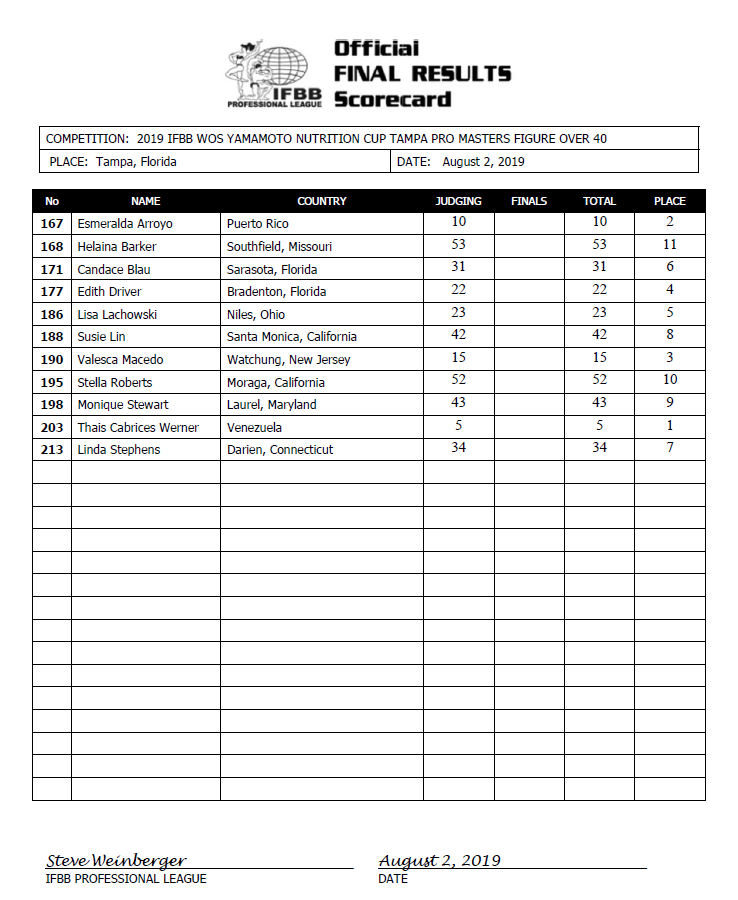 Official
FINAL RESULTS
Scorecard
IFBB
PROFESSIONAL LEAGUE
COMPETITION: 2019 IFBB WOS YAMAMOTO NUTRITION CUP TAMPA PRO MASTERS FIGURE OVER 40
PLACE: Tampa, Florida DATE: August 2, 2019
No NAME COUNTRY JUDGING FINALS TOTAL PLACE
167 Esmeralda Arroyo Puerto Rico 10 10 2
168 Helaina Barker Southfield, Missouri 53 53 11
171 Candace Blau Sarasota, Florida 31 31 6
177 Edith Driver Bradenton, Florida 22 22 4
186 Lisa Lachowski Niles, Ohio 23 23 5
188 Susie Lin Santa Monica, California 42 42 8
190 Valesca Macedo Watchung, New Jersey 15 15 3
195 Stella Roberts Moraga, California 52 52 10
198 Monique Stewart Laurel, Maryland 43 43 9
203 Thais Cabrices Werner Venezuela 5 5 1
213 Linda Stephens Darien, Connecticut 34 34 7
Steve Weinberger August 2, 2019
IFBB PROFESSIONAL LEAGUE DATE